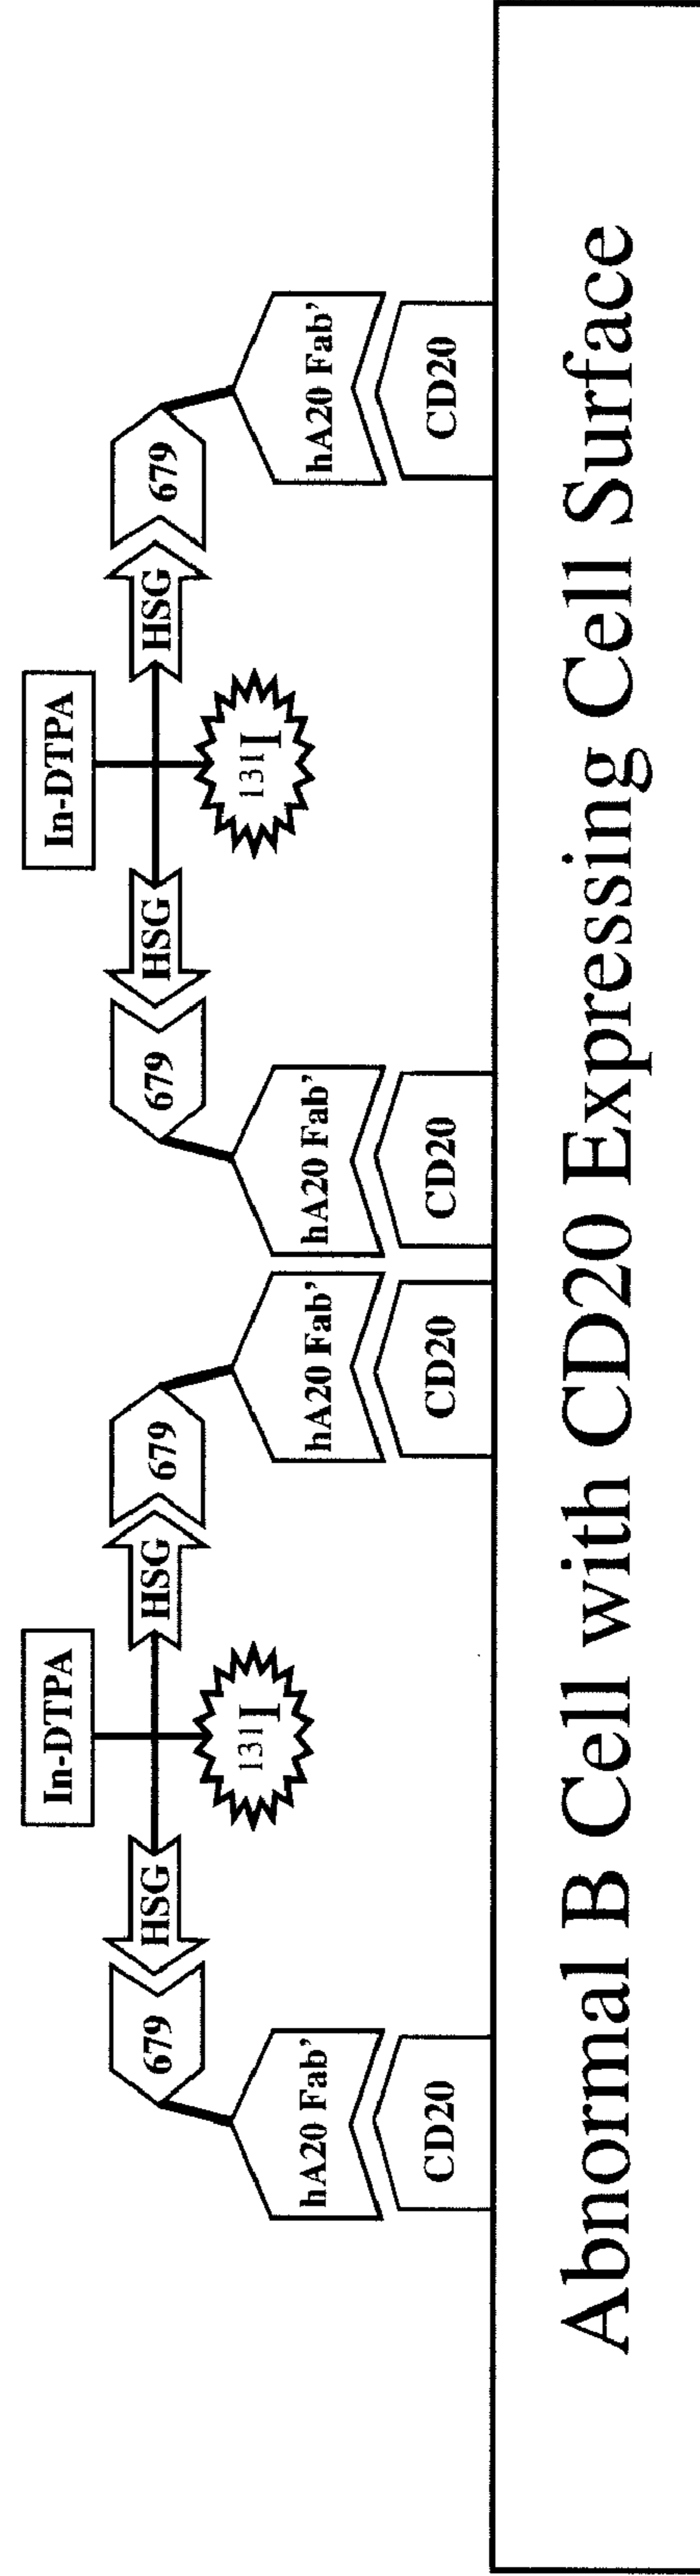 In-DTPA
In-DTPA
679
HSG
HSG
679
679
HSG
HSG
679
131I
131I
hA20 Fab’
hA20 Fab’
hA20 Fab’
hA20 Fab’
CD20
CD20
CD20
CD20
Abnormal B Cell with CD20 Expressing Cell Surface